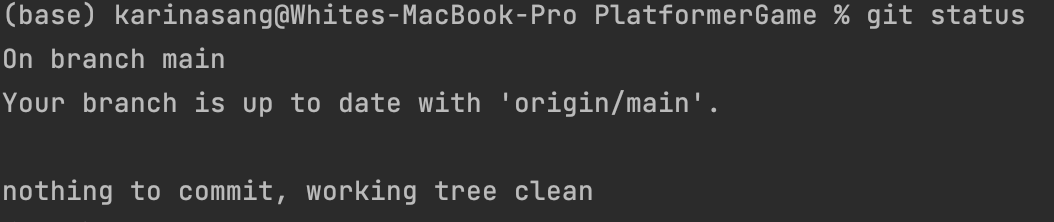 (base) karinasang@Whites-MacBook-Pro PlatformerGame % git status
On branch main
Your branch is up to date with 'origin/main'.
nothing to commit, working tree clean